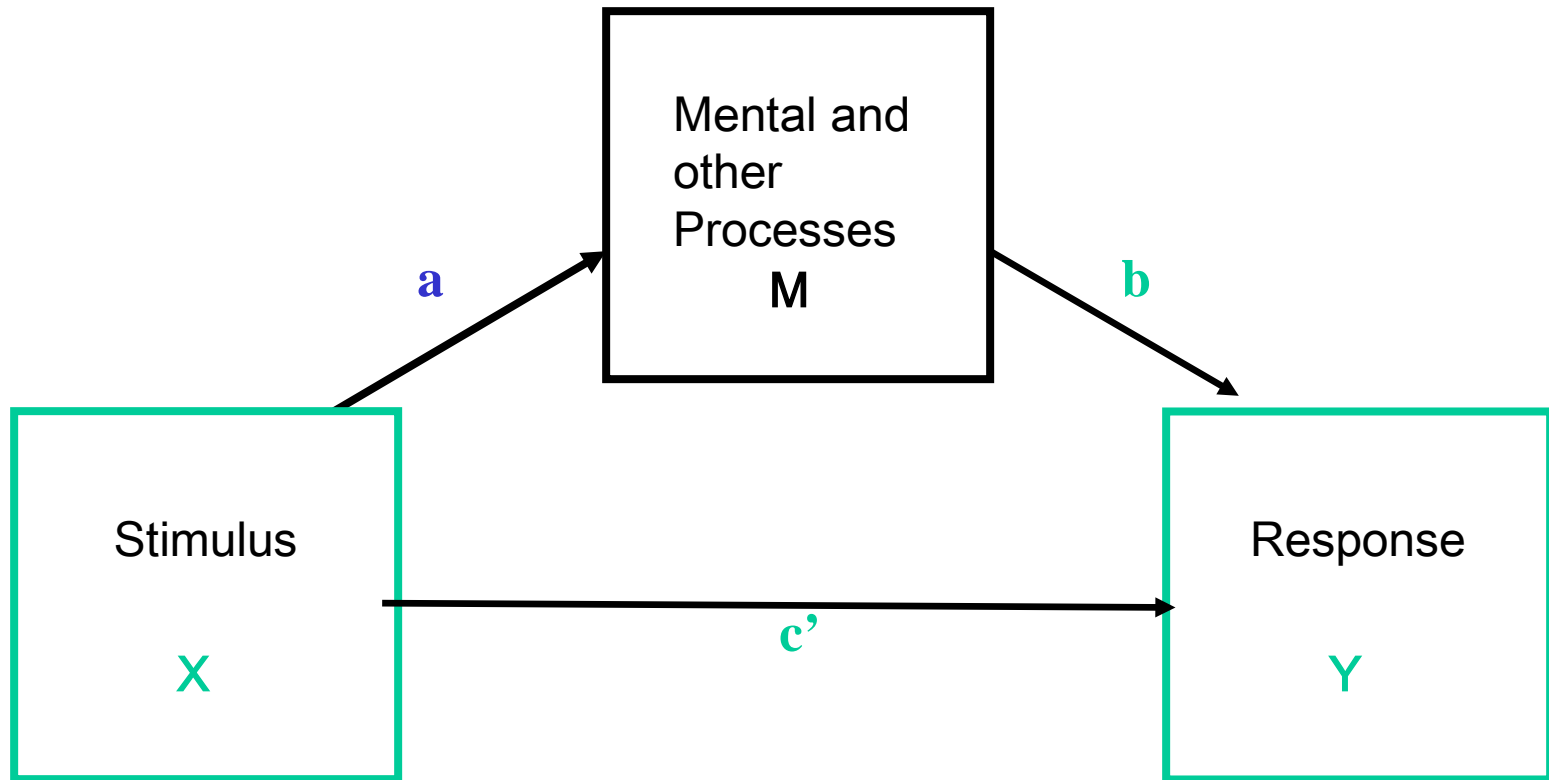 Mental and
other
Processes
M
a
b
Stimulus
Response
c’
X
Y